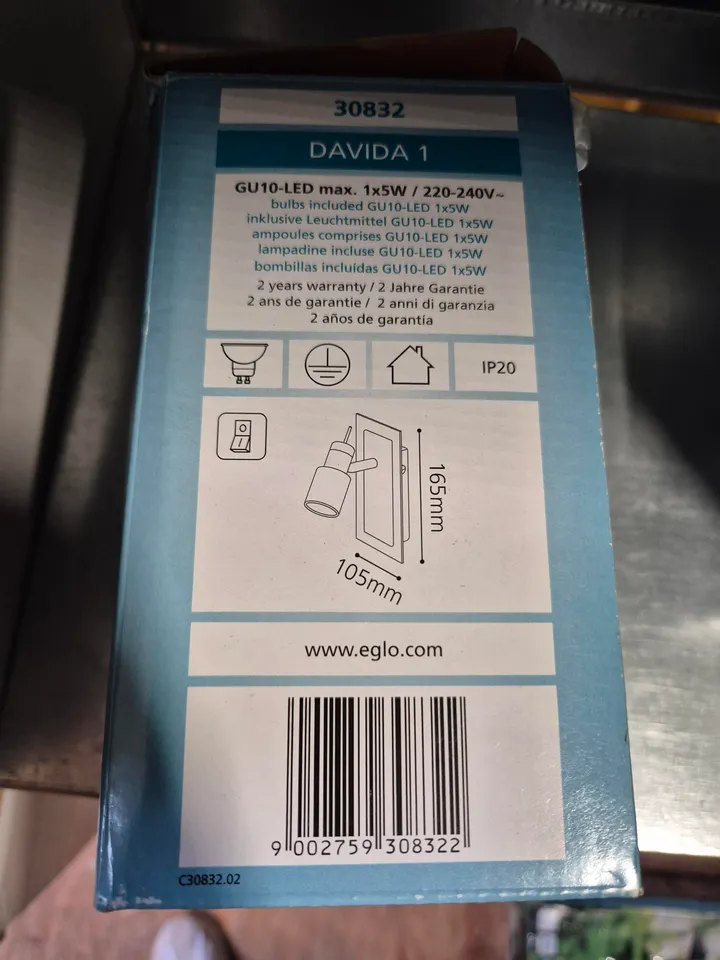 30832
DAVIDA 1
GU10-LED max. 1x5W / 220-240V~
bulbs included GU10-LED 1x5W
inklusive Leuchtmittel GU10-LED 1x5W
ampoules comprises GU10-LED 1x5W
lampadine incluse GU10-LED 1x5W
bombillas incluídas GU10-LED 1x5W
2 years warranty / 2 Jahre Garantie
2 ans de garantie / 2 anni di garanzia
2 años de garantía
IP20
165mm
105mm
www.eglo.com
9 002759 308322
C30832.02